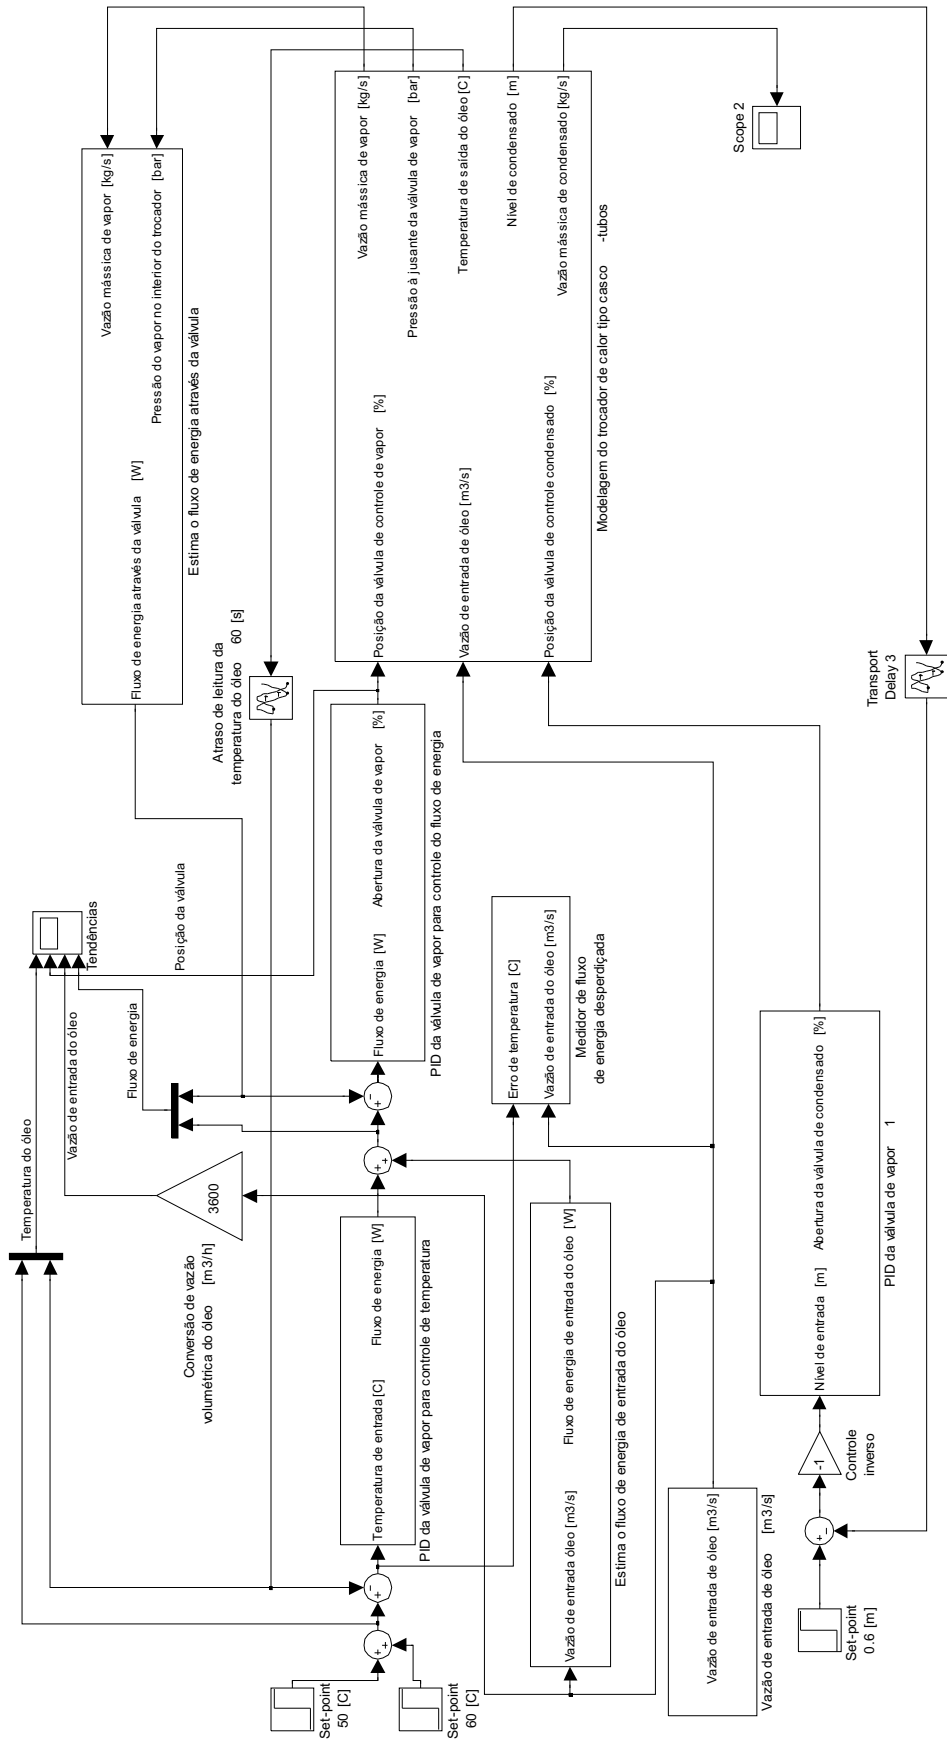 Temperatura do óleo
Vazão de entrada do óleo
Fluxo de energia
Posição da válvula
Tendências
Conversão de vazão
volumétrica do óleo [m3/h]
3600
Vazão mássica de vapor [kg/s]
Fluxo de energia através da válvula [W]
Pressão do vapor no interior do trocador [bar]
Estima o fluxo de energia através da válvula
Atraso de leitura da
temperatura do óleo 60 [s]
Set-point
50 [C]
Set-point
60 [C]
+
+
+
-
Temperatura de entrada [C]
Fluxo de energia [W]
PID da válvula de vapor para controle de temperatura
+
+
+
-
Fluxo de energia [W]
Abertura da válvula de vapor [%]
PID da válvula de vapor para controle do fluxo de energia
Vazão de entrada óleo [m3/s]
Fluxo de energia de entrada do óleo [W]
Estima o fluxo de energia de entrada do óleo
Erro de temperatura [C]
Vazão de entrada do óleo [m3/s]
Medidor de fluxo
de energia desperdiçada
Posição da válvula de controle de vapor [%]
Vazão de entrada de óleo [m3/s]
Posição da válvula de controle condensado [%]
Vazão mássica de vapor [kg/s]
Pressão à jusante da válvula de vapor [bar]
Temperatura de saída do óleo [C]
Nível de condensado [m]
Vazão mássica de condensado [kg/s]
Modelagem do trocador de calor tipo casco -tubos
Scope 2
Vazão de entrada de óleo [m3/s]
Vazão de entrada de óleo [m3/s]
Set-point
0.6 [m]
+
-
-1
Controle
inverso
Nível de entrada [m]
Abertura da válvula de condensado [%]
PID da válvula de vapor 1
Transport
Delay 3